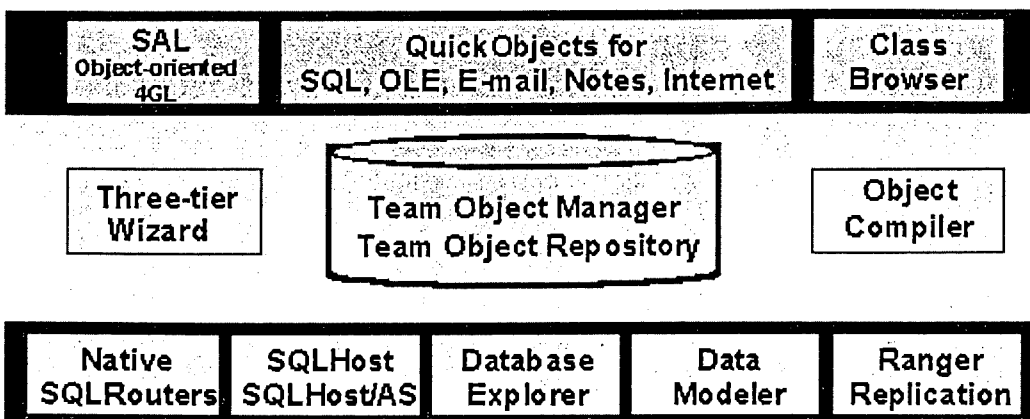 SAL
Object-oriented
4GL
QuickObjects for
SQL, OLE, E-mail, Notes, Internet
Class
Browser
Three-tier
Wizard
Team Object Manager
Team Object Repository
Object
Compiler
Native
SQLRouters
SQLHost
SQLHost/AS
Database
Explorer
Data
Modeler
Ranger
Replication